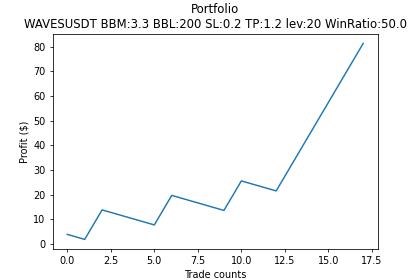 Portfolio
WAVESUSDT BBM:3.3 BBL:200 SL:0.2 TP:1.2 lev:20 WinRatio:50.0
Profit ($)
80
70
60
50
40
30
20
10
0
0.0 2.5 5.0 7.5 10.0 12.5 15.0 17.5
Trade counts